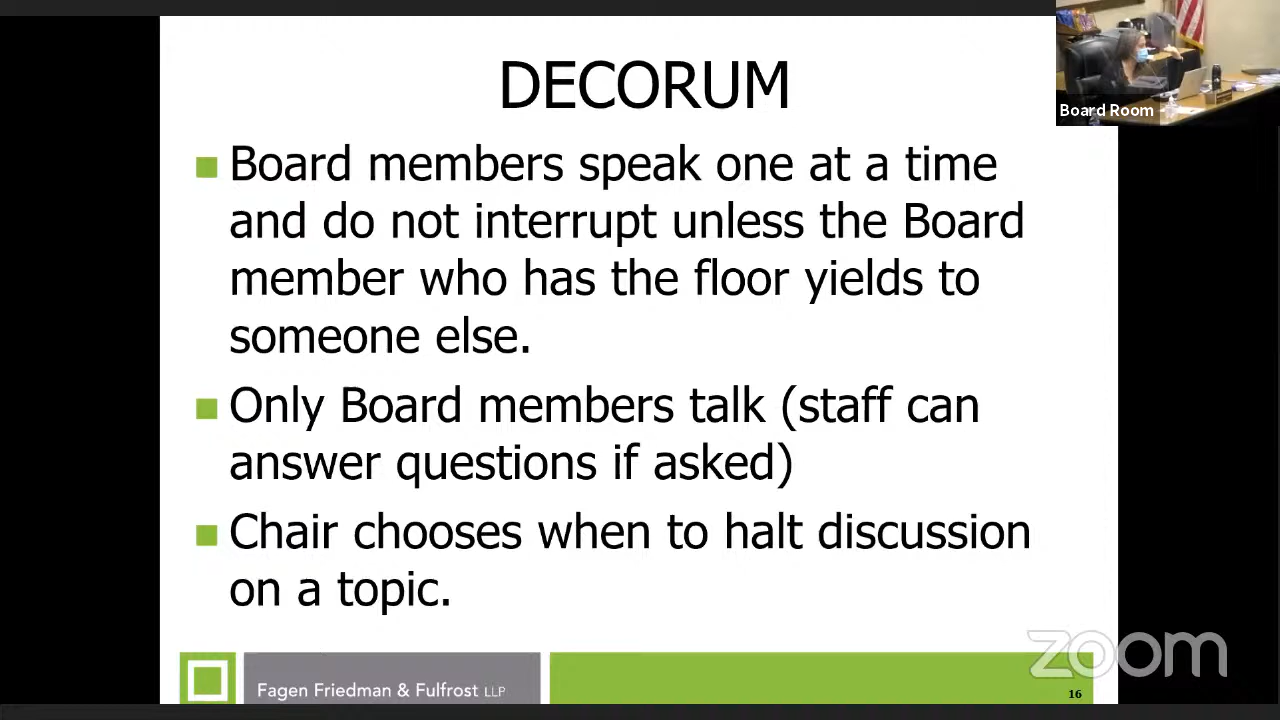 DECORUM
Board Room
Board members speak one at a time
and do not interrupt unless the Board
member who has the floor yields to
someone else.
Only Board members talk (staff can
answer questions if asked)
Chair chooses when to halt discussion
on a topic.
zoom
Fagen Friedman & Fulfrost LLP
16